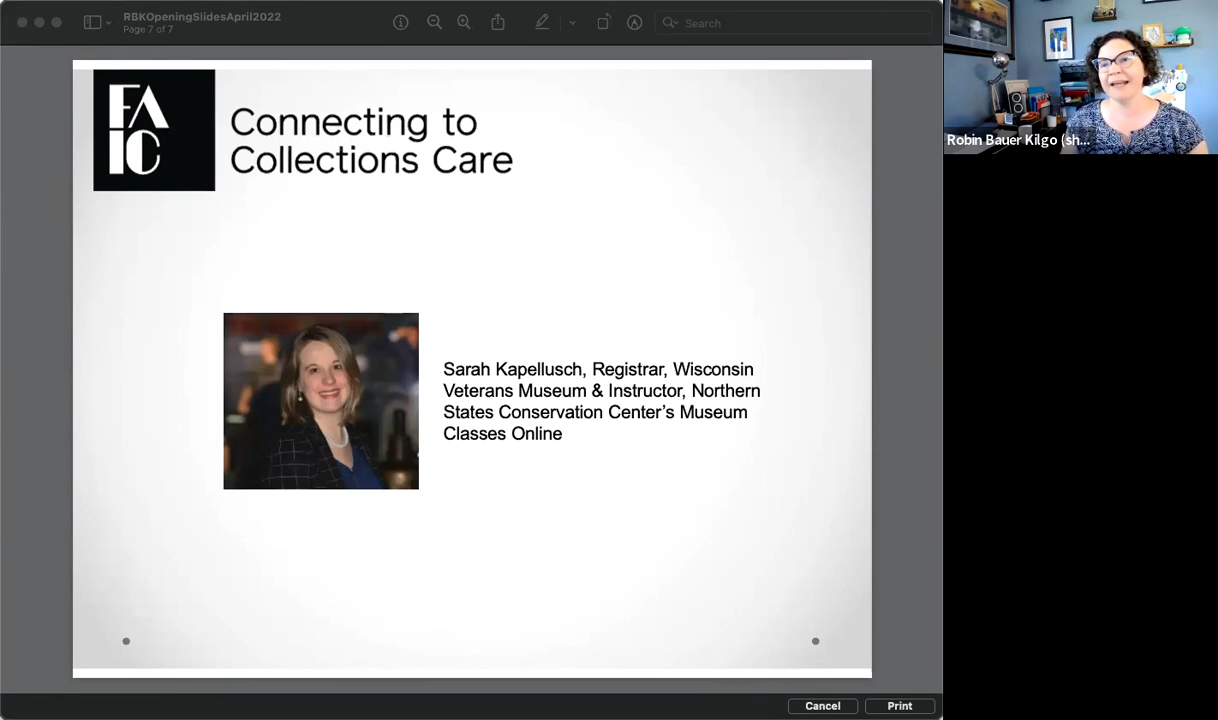 RBKOpeningSlidesApril2022
Page 7 of 7
Search
FA
IC
Connecting to
Collections Care
Sarah Kapellusch, Registrar, Wisconsin
Veterans Museum & Instructor, Northern
States Conservation Center’s Museum
Classes Online
Robin Bauer Kilgo (sh...
Cancel
Print